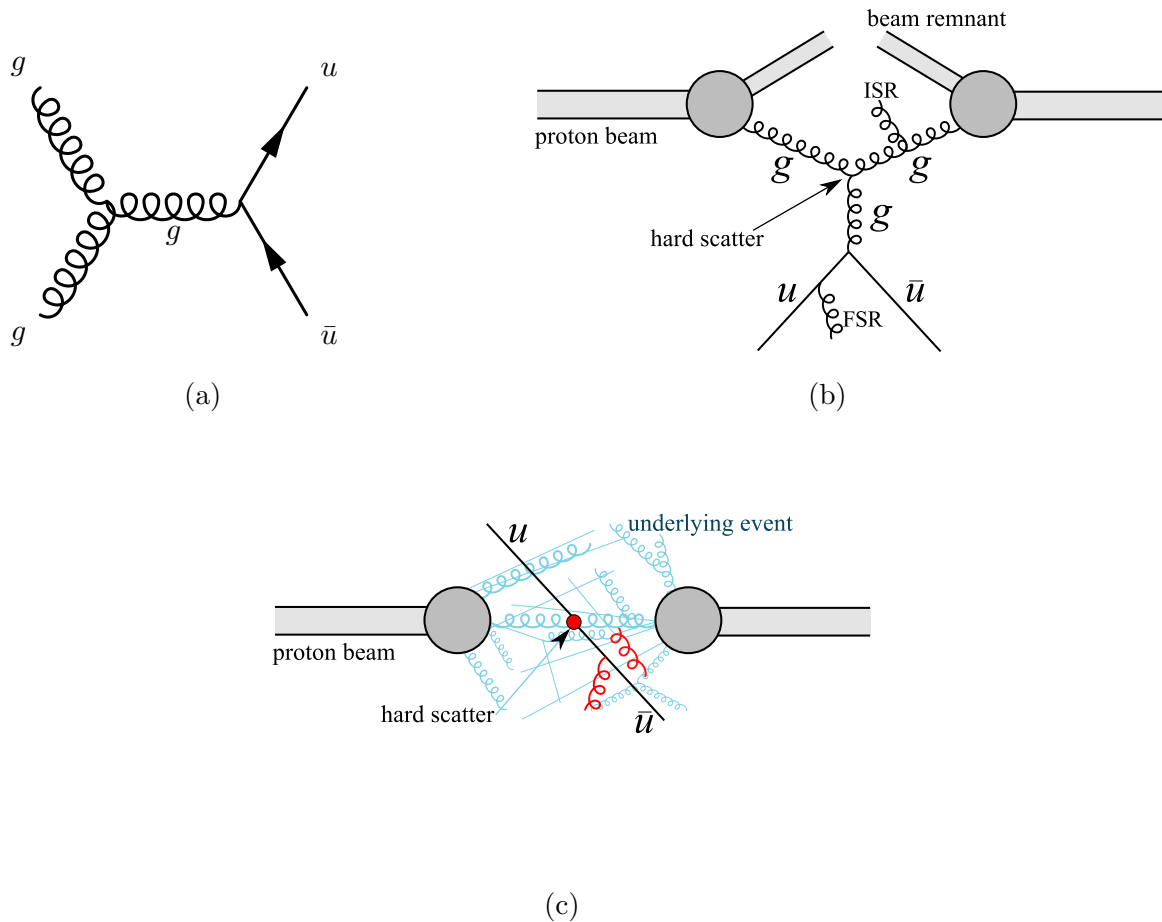 g
u
g
g
ū
(a)
beam remnant
ISR
proton beam
g
g
g
hard scatter
u
ū
FSR
(b)
u
underlying event
proton beam
hard scatter
ū
(c)